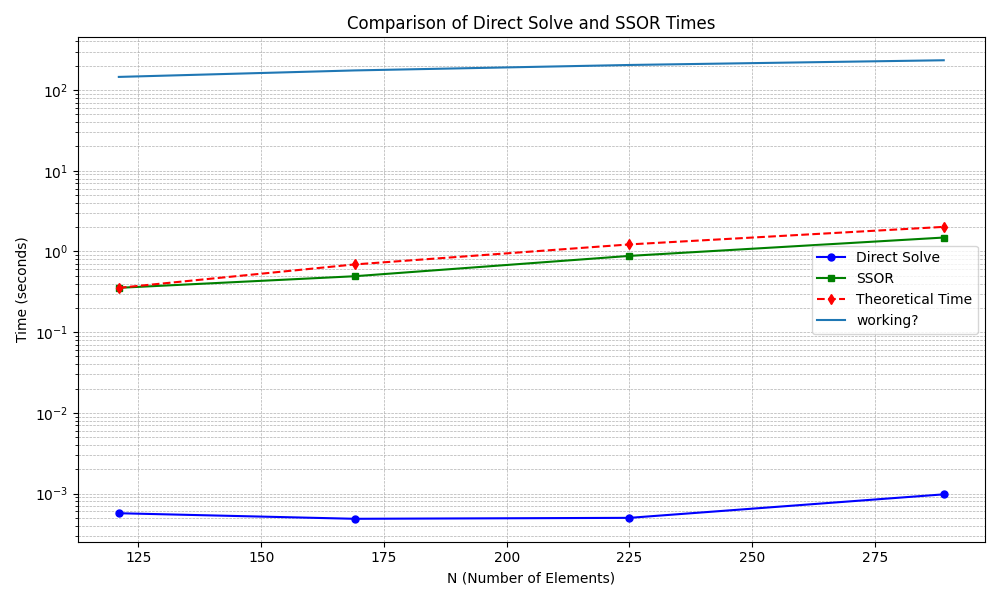 Comparison of Direct Solve and SSOR Times
Time (seconds)
10²
10¹
10⁰
10⁻¹
10⁻²
10⁻³
Direct Solve
SSOR
Theoretical Time
working?
125 150 175 200 225 250 275
N (Number of Elements)